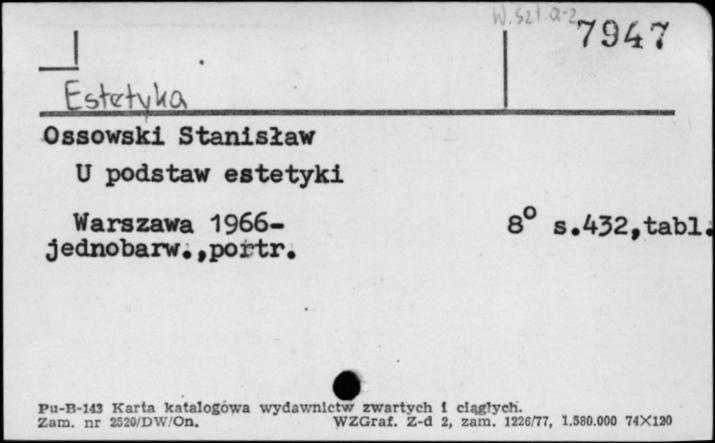 W. szt. a-2 7947
Estetyka
Ossowski Stanisław
U podstaw estetyki
Warszawa 1966- 8° s.432,tabl.
jednobarw.,portr.
Pu-B-143 Karta katalogowa wydawnictw zwartych i ciągłych.
Zam. nr 2520/DW/On. WZGraf. Z-d 2, zam. 1226/77, 1.580.000 74X120